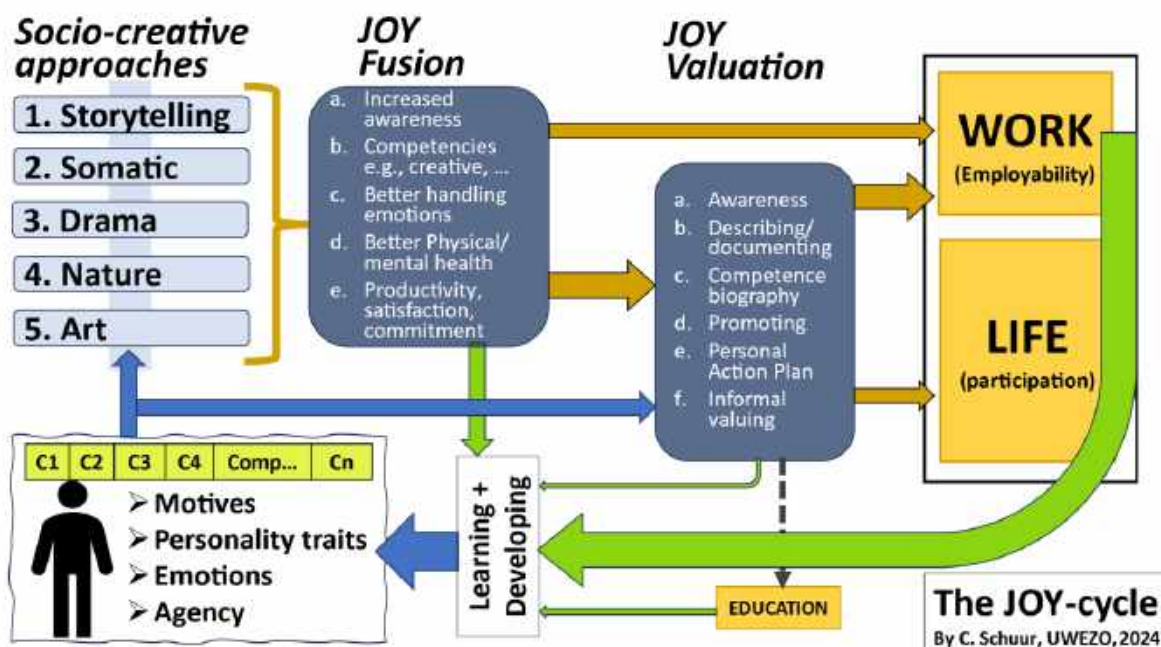 Socio-creative
approaches
1. Storytelling
2. Somatic
3. Drama
4. Nature
5. Art
JOY
Fusion
a. Increased
awareness
b. Competencies
e.g., creative, ...
c. Better handling
emotions
d. Better Physical/
mental health
e. Productivity,
satisfaction,
commitment
JOY
Valuation
a. Awareness
b. Describing/
documenting
c. Competence
biography
d. Promoting
e. Personal
Action Plan
f. Informal
valuing
WORK
(Employability)
LIFE
(participation)
C1 C2 C3 C4 Comp... Cn
➢ Motives
➢ Personality traits
➢ Emotions
➢ Agency
Learning +
Developing
EDUCATION
The JOY-cycle
By C. Schuur, UWEZO, 2024